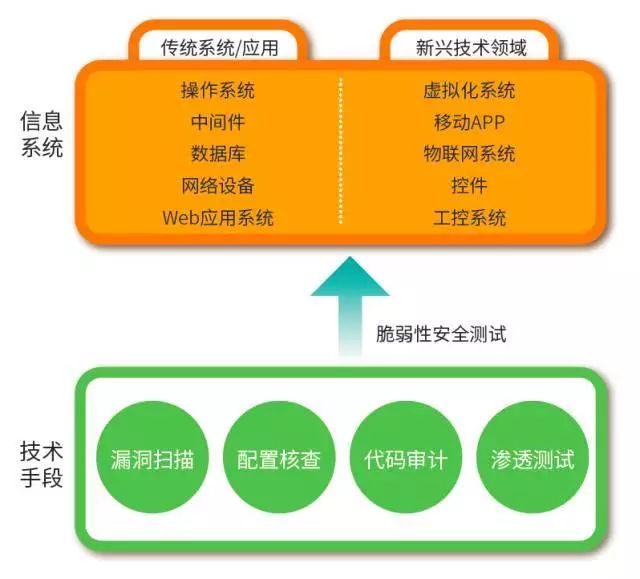 传统系统/应用
新兴技术领域
信息
系统
操作系统
中间件
数据库
网络设备
Web应用系统
虚拟化系统
移动APP
物联网系统
控件
工控系统
脆弱性安全测试
技术
手段
漏洞扫描
配置核查
代码审计
渗透测试